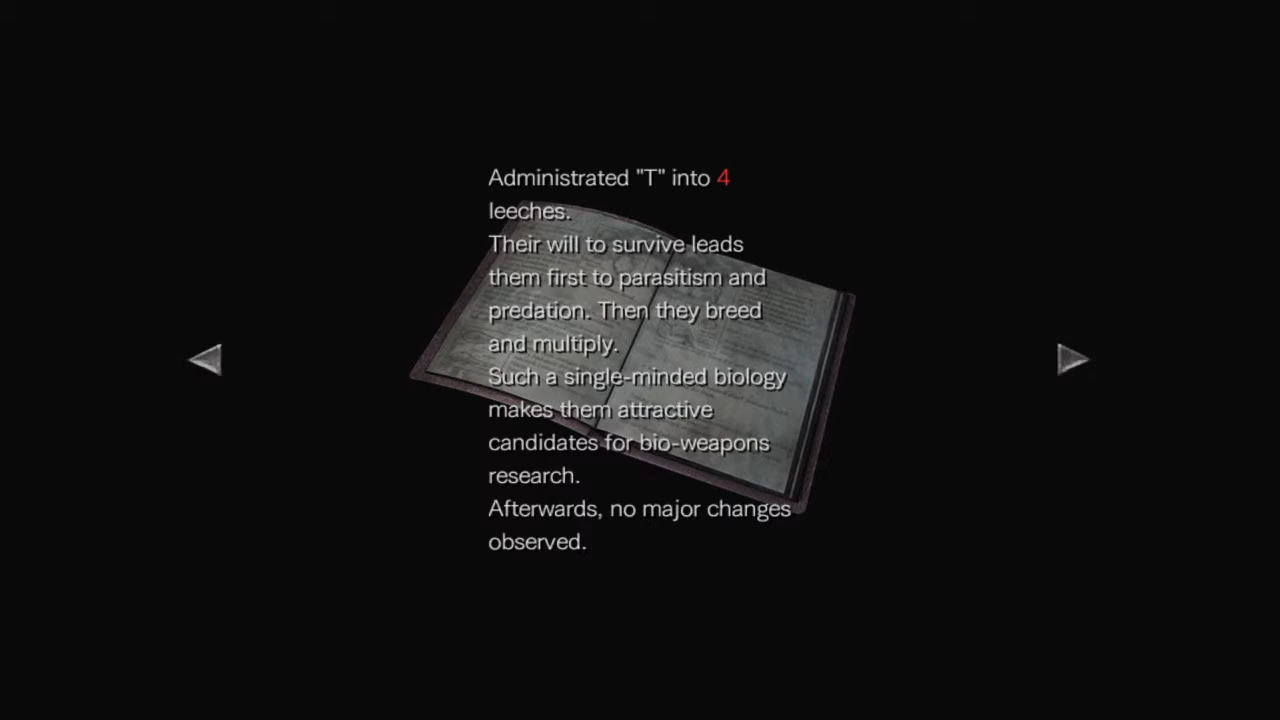 Administrated "T" into 4
leeches.
Their will to survive leads
them first to parasitism and
predation. Then they breed
and multiply.
Such a single-minded biology
makes them attractive
candidates for bio-weapons
research.
Afterwards, no major changes
observed.